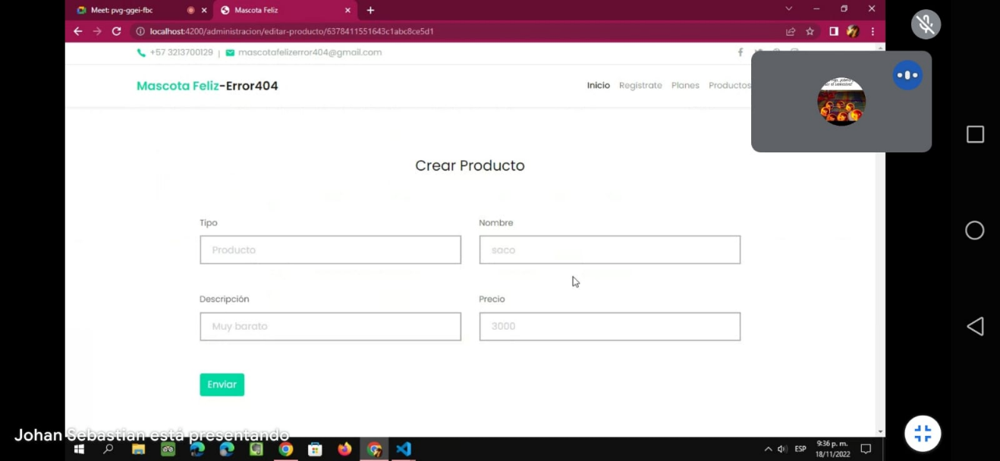 Meet: pvg-ggei-fbc
Mascota Feliz
localhost:4200/administracion/editar-producto/6378411551643c1abc8ce5d1
+57 3213700129 | mascotafelizerror404@gmail.com
Mascota Feliz-Error404
Inicio Registrate Planes Productos
Crear Producto
Tipo
Nombre
Producto
saco
Descripción
Precio
Muy barato
3000
Enviar
Johan Sebastian está presentando
ESP
9:36 p. m.
18/11/2022